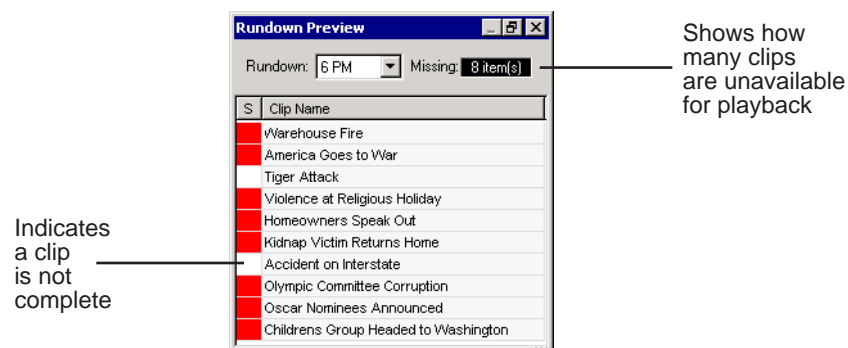 Rundown Preview
Rundown: 6 PM Missing: 8 item(s)
S Clip Name
Warehouse Fire
America Goes to War
Tiger Attack
Violence at Religious Holiday
Homeowners Speak Out
Kidnap Victim Returns Home
Accident on Interstate
Olympic Committee Corruption
Oscar Nominees Announced
Childrens Group Headed to Washington
Shows how
many clips
are unavailable
for playback
Indicates
a clip
is not
complete